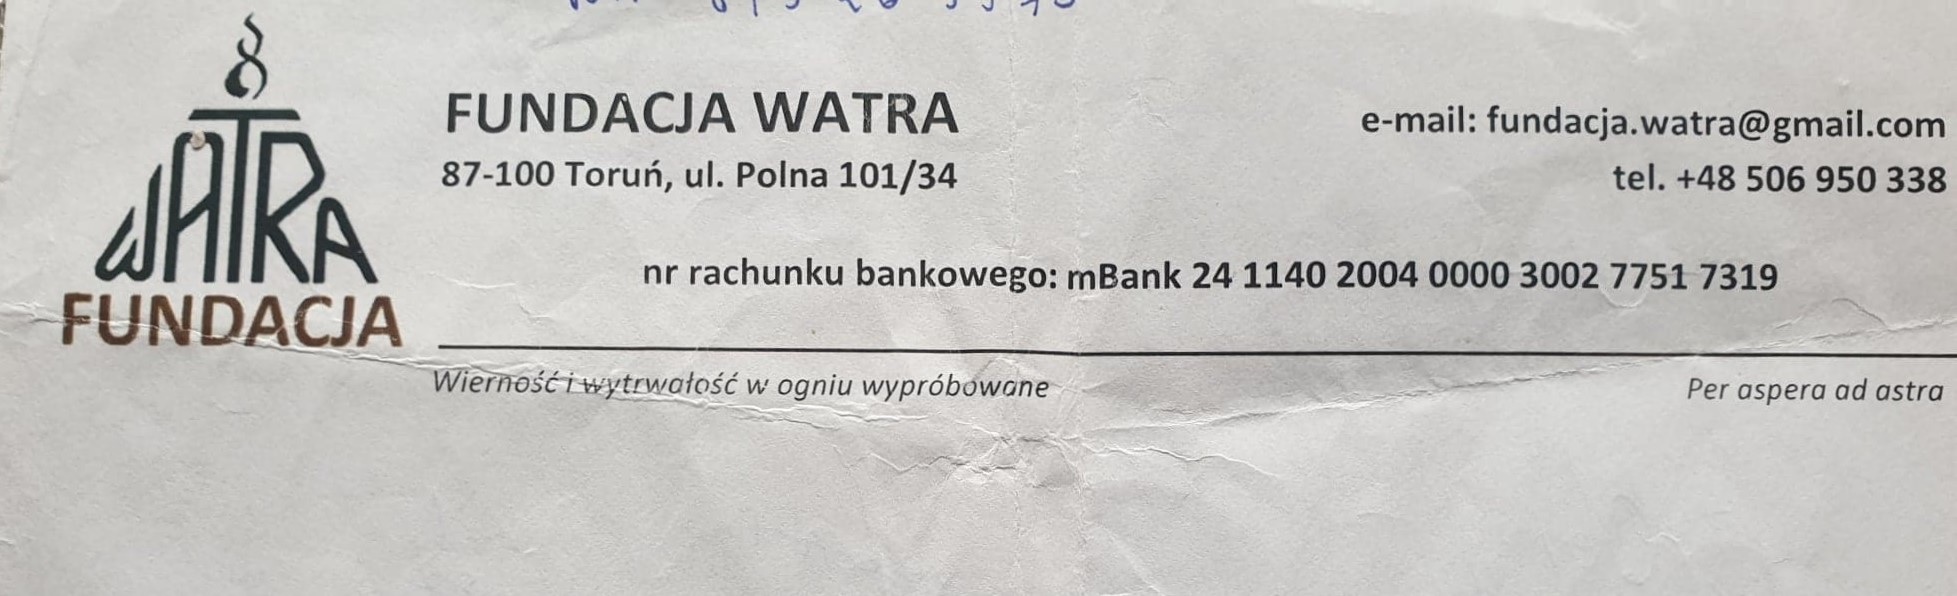 WATRA
FUNDACJA
FUNDACJA WATRA
87-100 Toruń, ul. Polna 101/34
e-mail: fundacja.watra@gmail.com
tel. +48 506 950 338
nr rachunku bankowego: mBank 24 1140 2004 0000 3002 7751 7319
Wierność i wytrwałość w ogniu wypróbowane
Per aspera ad astra